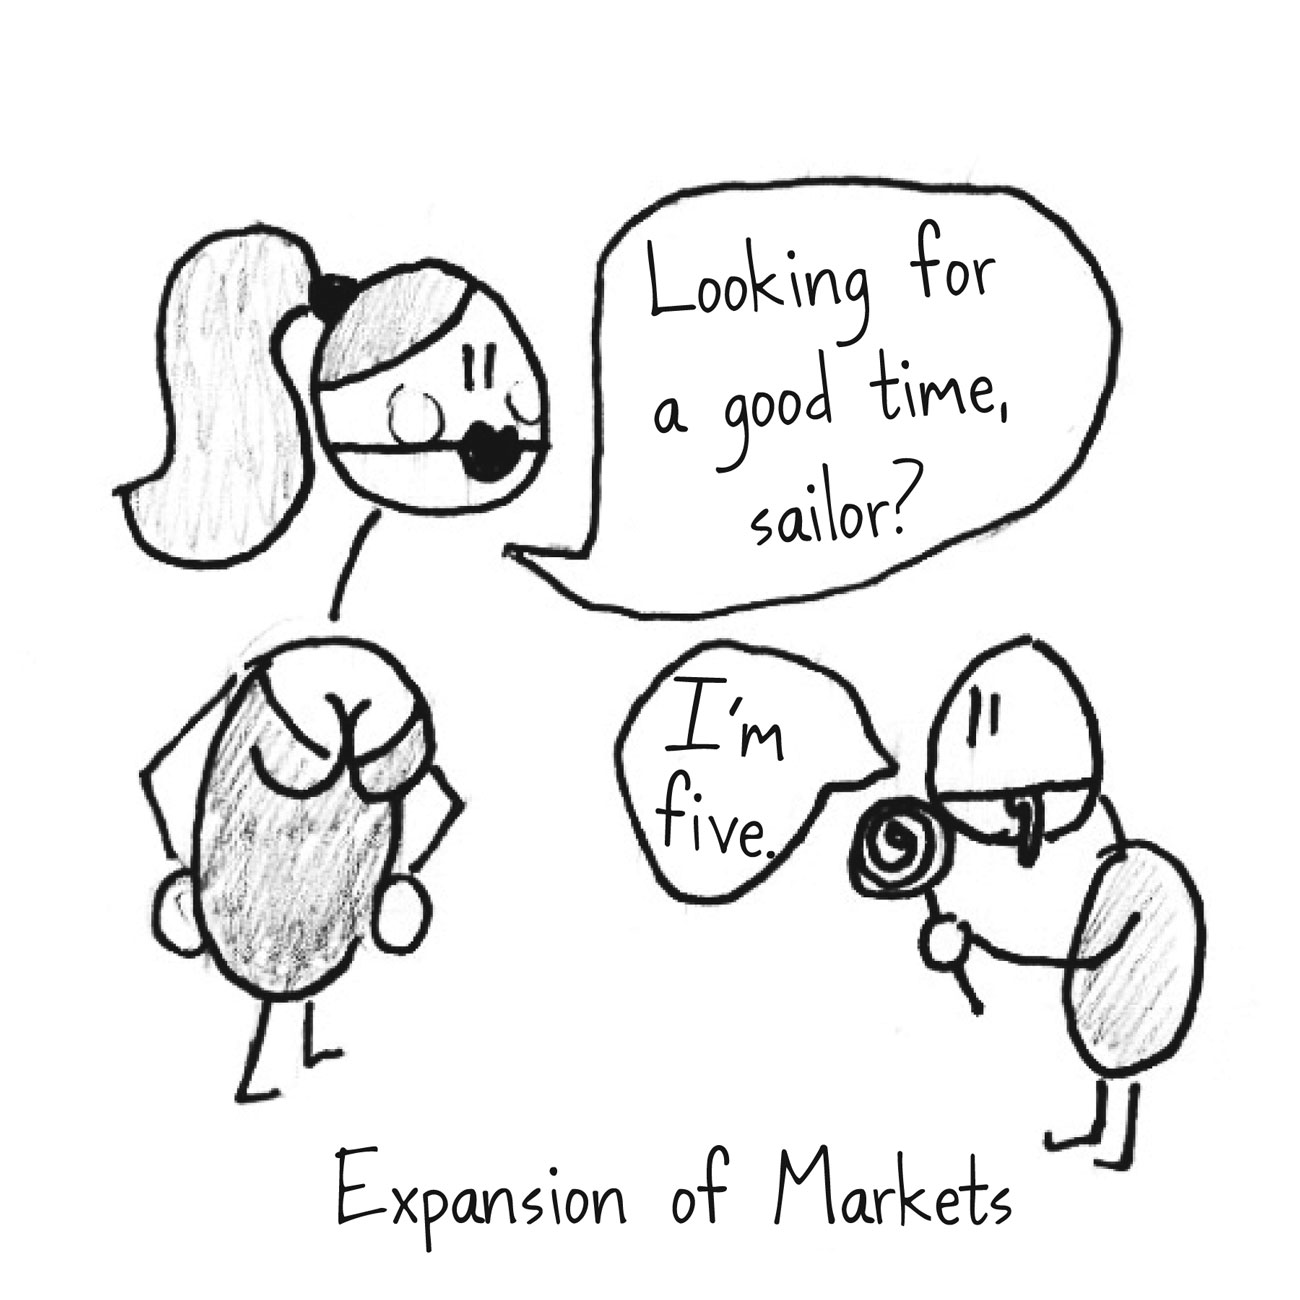 Looking for
a good time,
sailor?
I'm
five.
Expansion of Markets